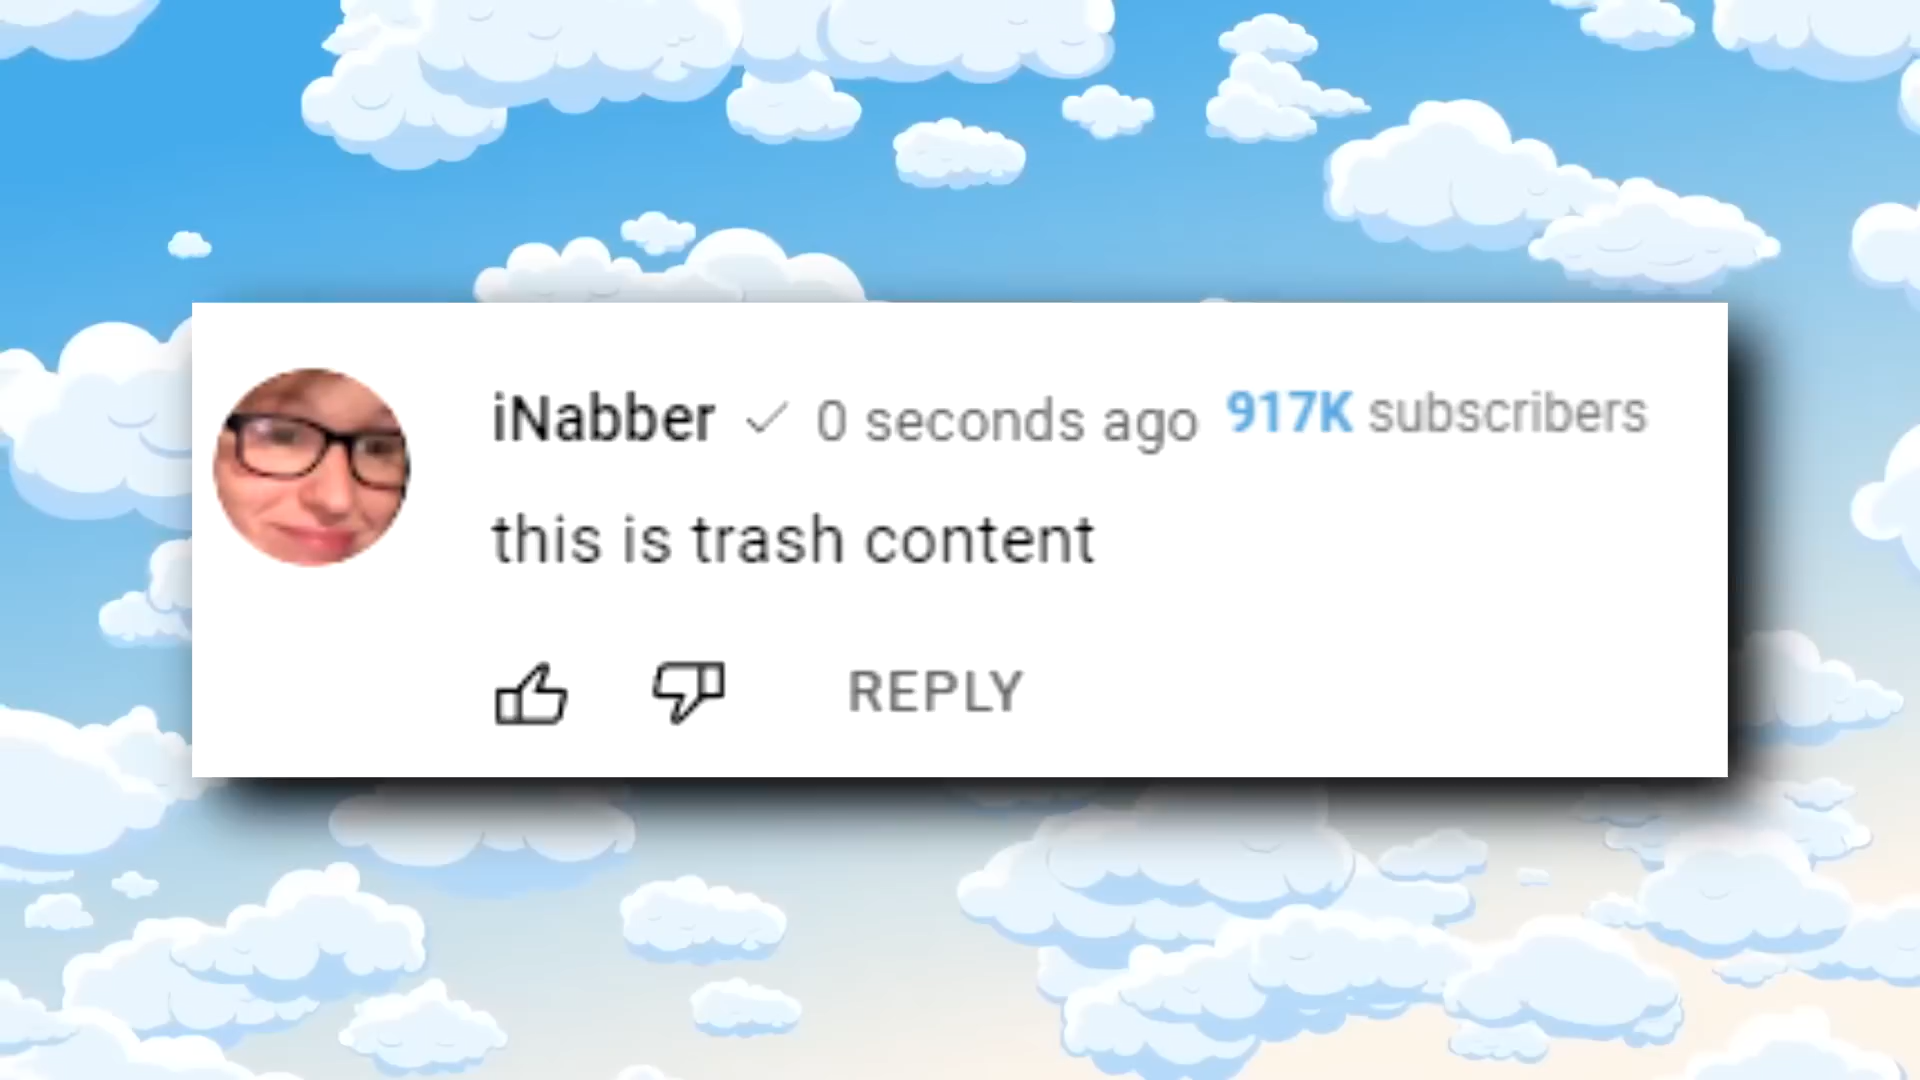 iNabber ✓ 0 seconds ago 917K subscribers
this is trash content
REPLY